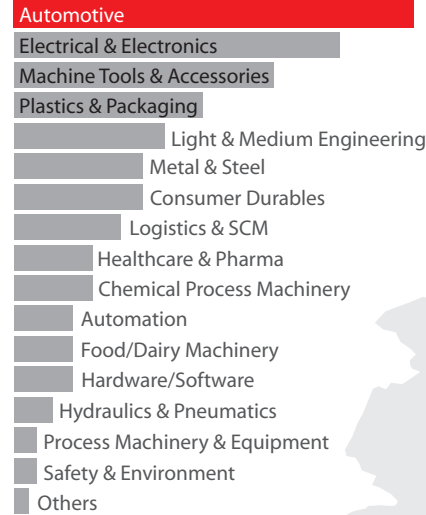 Automotive
Electrical & Electronics
Machine Tools & Accessories
Plastics & Packaging
Light & Medium Engineering
Metal & Steel
Consumer Durables
Logistics & SCM
Healthcare & Pharma
Chemical Process Machinery
Automation
Food/Dairy Machinery
Hardware/Software
Hydraulics & Pneumatics
Process Machinery & Equipment
Safety & Environment
Others